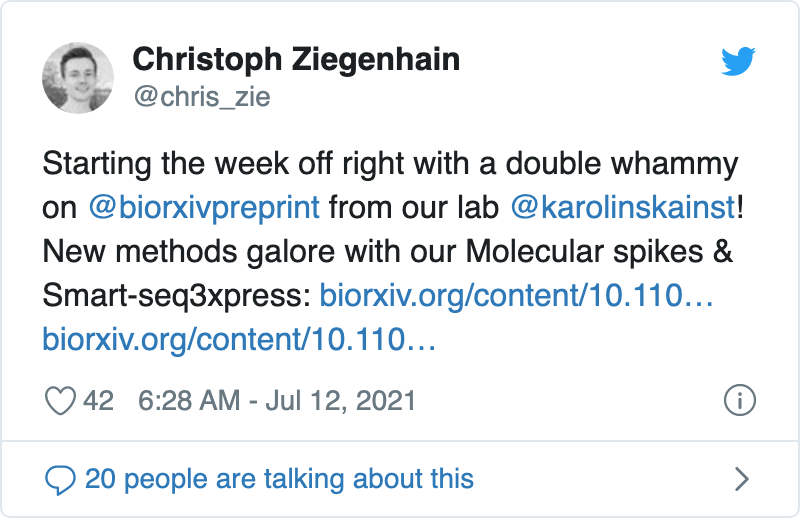 Christoph Ziegenhain
@chris_zie
Starting the week off right with a double whammy
on @biorxivpreprint from our lab @karolinskainst!
New methods galore with our Molecular spikes &
Smart-seq3xpress: biorxiv.org/content/10.110…
biorxiv.org/content/10.110…
42 6:28 AM - Jul 12, 2021
20 people are talking about this